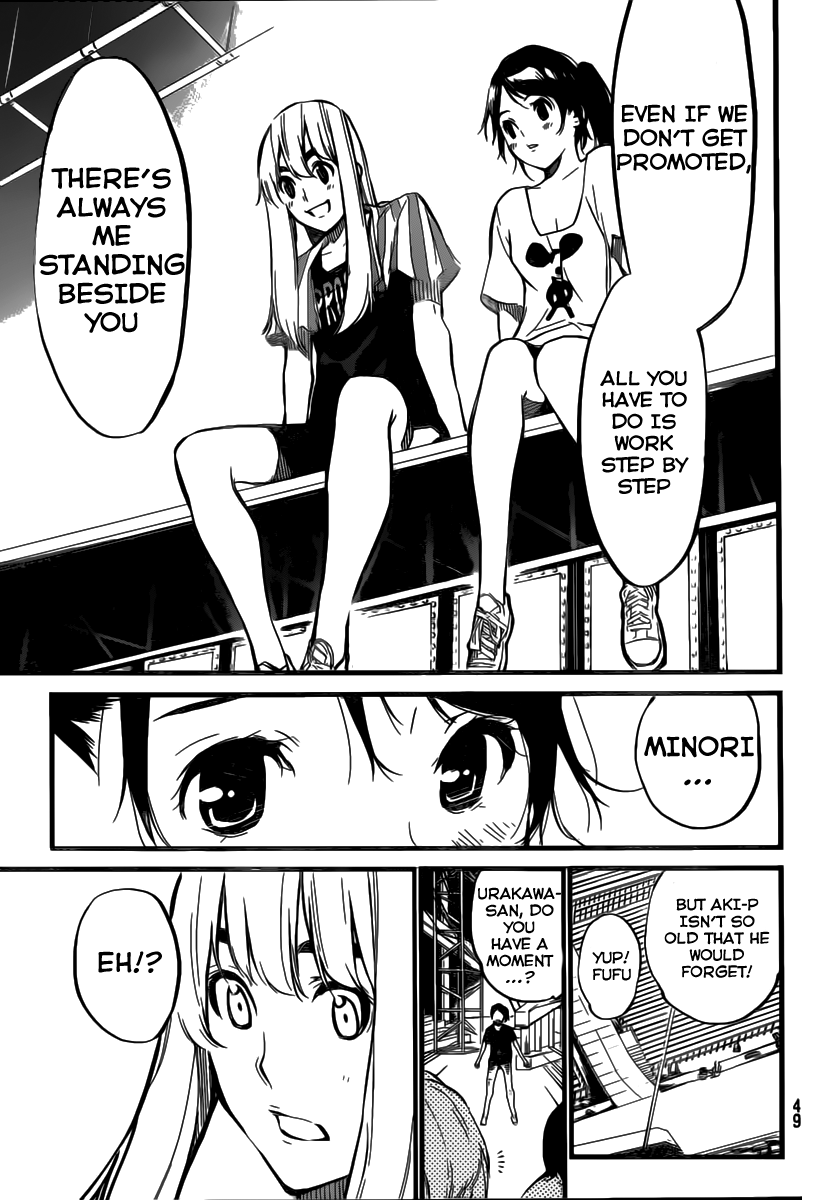 EVEN IF WE
DON'T GET
PROMOTED,
ALL YOU
HAVE TO
DO IS
WORK
STEP BY
STEP
THERE'S
ALWAYS
ME
STANDING
BESIDE
YOU
MINORI
...
BUT AKI-P
ISN'T SO
OLD THAT HE
WOULD
FORGET!
YUP!
FUFU
URAKAWA-
SAN, DO
YOU
HAVE A
MOMENT
...?
EH!?
49